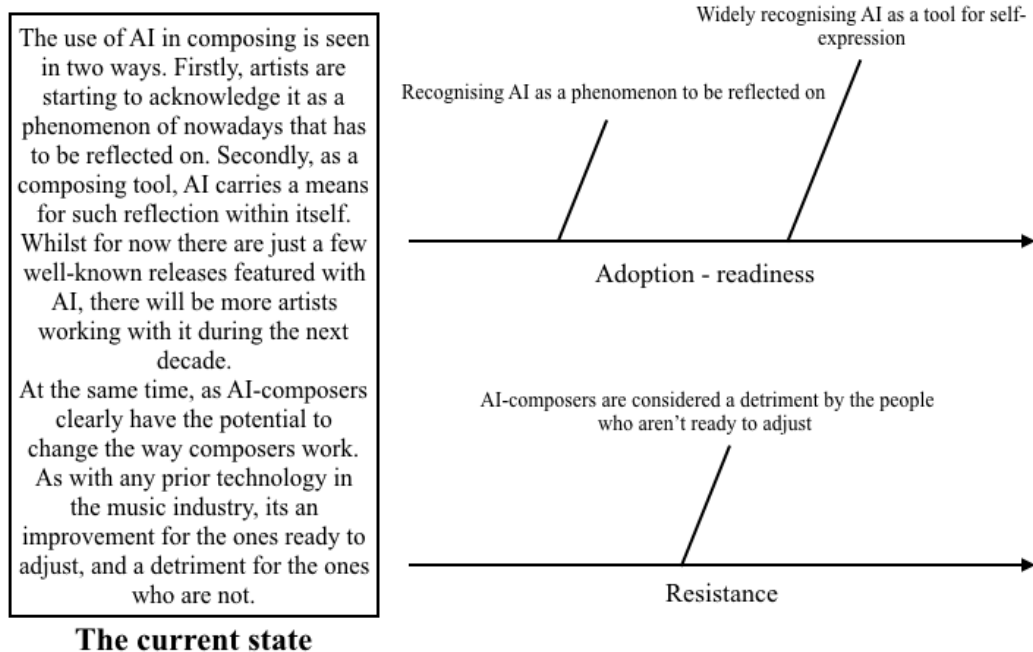 The use of AI in composing is seen
in two ways. Firstly, artists are
starting to acknowledge it as a
phenomenon of nowadays that has
to be reflected on. Secondly, as a
composing tool, AI carries a means
for such reflection within itself.
Whilst for now there are just a few
well-known releases featured with
AI, there will be more artists
working with it during the next
decade.
At the same time, as AI-composers
clearly have the potential to
change the way composers work.
As with any prior technology in
the music industry, its an
improvement for the ones ready to
adjust, and a detriment for the ones
who are not.
The current state
Widely recognising AI as a tool for self-
expression
Recognising AI as a phenomenon to be reflected on
Adoption - readiness
AI-composers are considered a detriment by the people
who aren't ready to adjust
Resistance